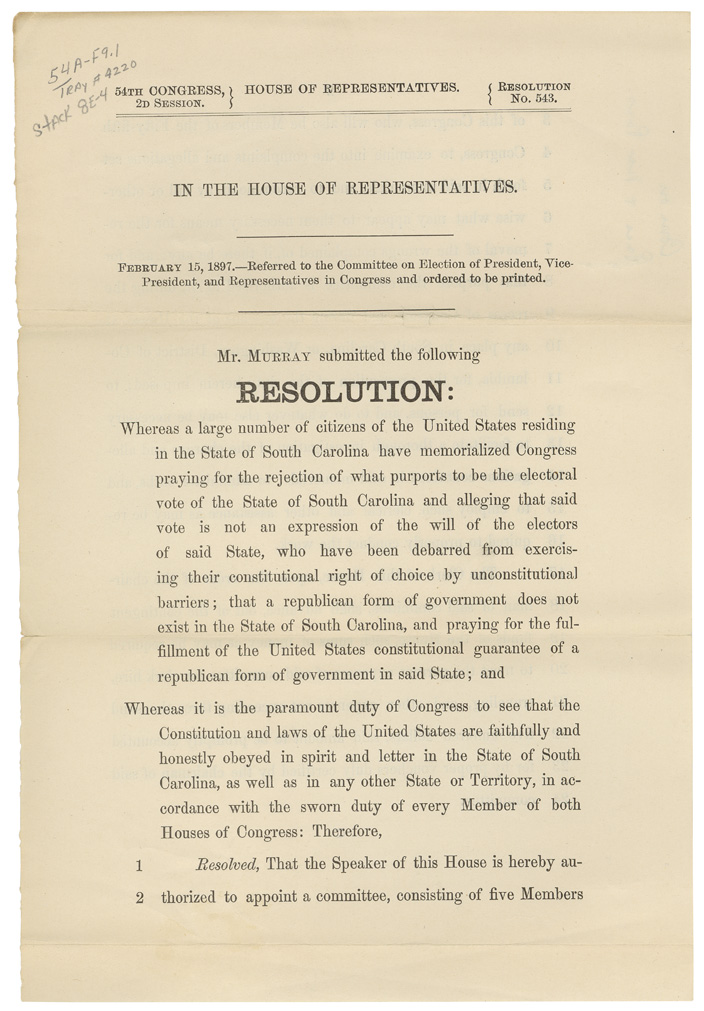 54A-F9.1
TRAY # 4220
STACK 8E-4
54TH CONGRESS, } HOUSE OF REPRESENTATIVES. { RESOLUTION
2D SESSION. } { No. 543.
IN THE HOUSE OF REPRESENTATIVES.
FEBRUARY 15, 1897.—Referred to the Committee on Election of President, Vice-
President, and Representatives in Congress and ordered to be printed.
Mr. MURRAY submitted the following
RESOLUTION:
Whereas a large number of citizens of the United States residing
in the State of South Carolina have memorialized Congress
praying for the rejection of what purports to be the electoral
vote of the State of South Carolina and alleging that said
vote is not an expression of the will of the electors
of said State, who have been debarred from exercis-
ing their constitutional right of choice by unconstitutional
barriers; that a republican form of government does not
exist in the State of South Carolina, and praying for the ful-
fillment of the United States constitutional guarantee of a
republican form of government in said State; and
Whereas it is the paramount duty of Congress to see that the
Constitution and laws of the United States are faithfully and
honestly obeyed in spirit and letter in the State of South
Carolina, as well as in any other State or Territory, in ac-
cordance with the sworn duty of every Member of both
Houses of Congress: Therefore,
1 Resolved, That the Speaker of this House is hereby au-
2 thorized to appoint a committee, consisting of five Members